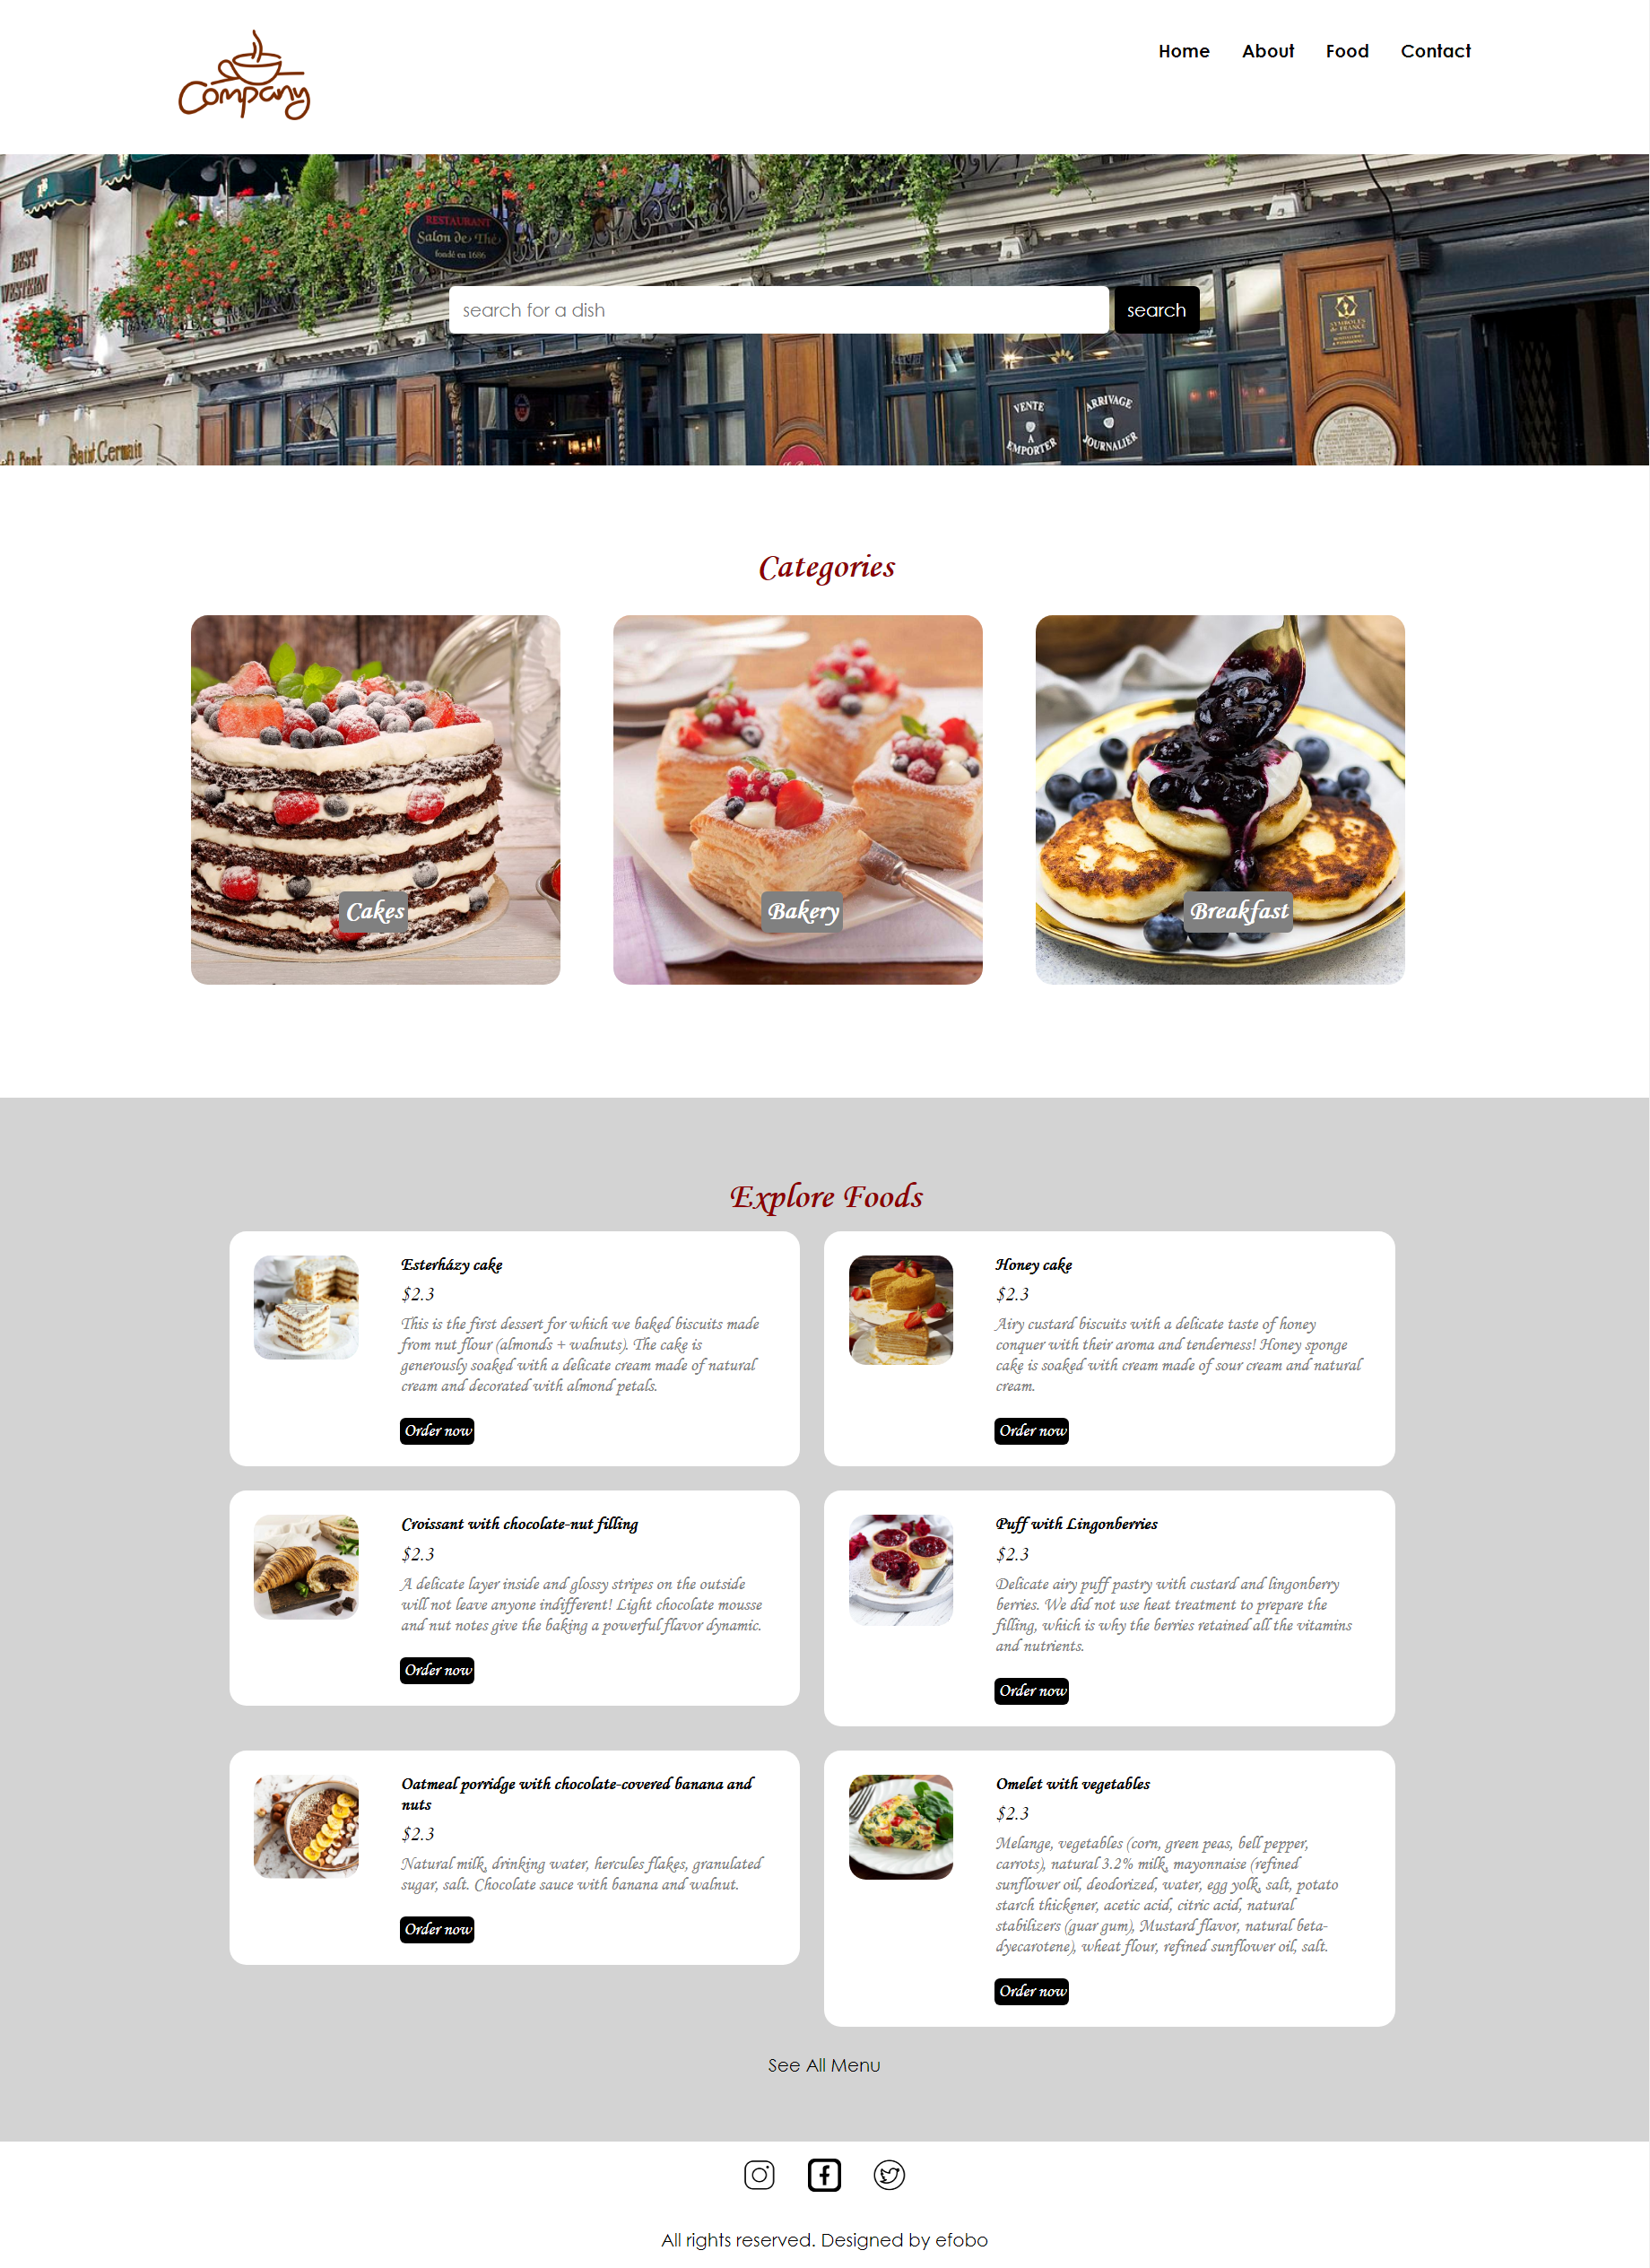 Company
Home About Food Contact
BEST
WESTERN
RESTAURANT
Salon de Thé
fondé en 1686
search for a dish
search
SYMBOLES
de FRANCE
VENTE
A
EMPORTER
ARRIVAGE
JOURNALIER
Saint Germain
Categories
Cakes
Bakery
Breakfast
Explore Foods
Esterházy cake
$2.3
This is the first dessert for which we baked biscuits made
from nut flour (almonds + walnuts). The cake is
generously soaked with a delicate cream made of natural
cream and decorated with almond petals.
Order now
Honey cake
$2.3
Airy custard biscuits with a delicate taste of honey
conquer with their aroma and tenderness! Honey sponge
cake is soaked with cream made of sour cream and natural
cream.
Order now
Croissant with chocolate-nut filling
$2.3
A delicate layer inside and glossy stripes on the outside
will not leave anyone indifferent! Light chocolate mousse
and nut notes give the baking a powerful flavor dynamic.
Order now
Puff with Lingonberries
$2.3
Delicate airy puff pastry with custard and lingonberry
berries. We did not use heat treatment to prepare the
filling, which is why the berries retained all the vitamins
and nutrients.
Order now
Oatmeal porridge with chocolate-covered banana and
nuts
$2.3
Natural milk, drinking water, hercules flakes, granulated
sugar, salt. Chocolate sauce with banana and walnut.
Order now
Omelet with vegetables
$2.3
Melange, vegetables (corn, green peas, bell pepper,
carrots), natural 3.2% milk, mayonnaise (refined
sunflower oil, deodorized, water, egg yolk, salt, potato
starch thickener, acetic acid, citric acid, natural
stabilizers (guar gum), Mustard flavor, natural beta-
dyecarotene), wheat flour, refined sunflower oil, salt.
Order now
See All Menu
All rights reserved. Designed by efobo